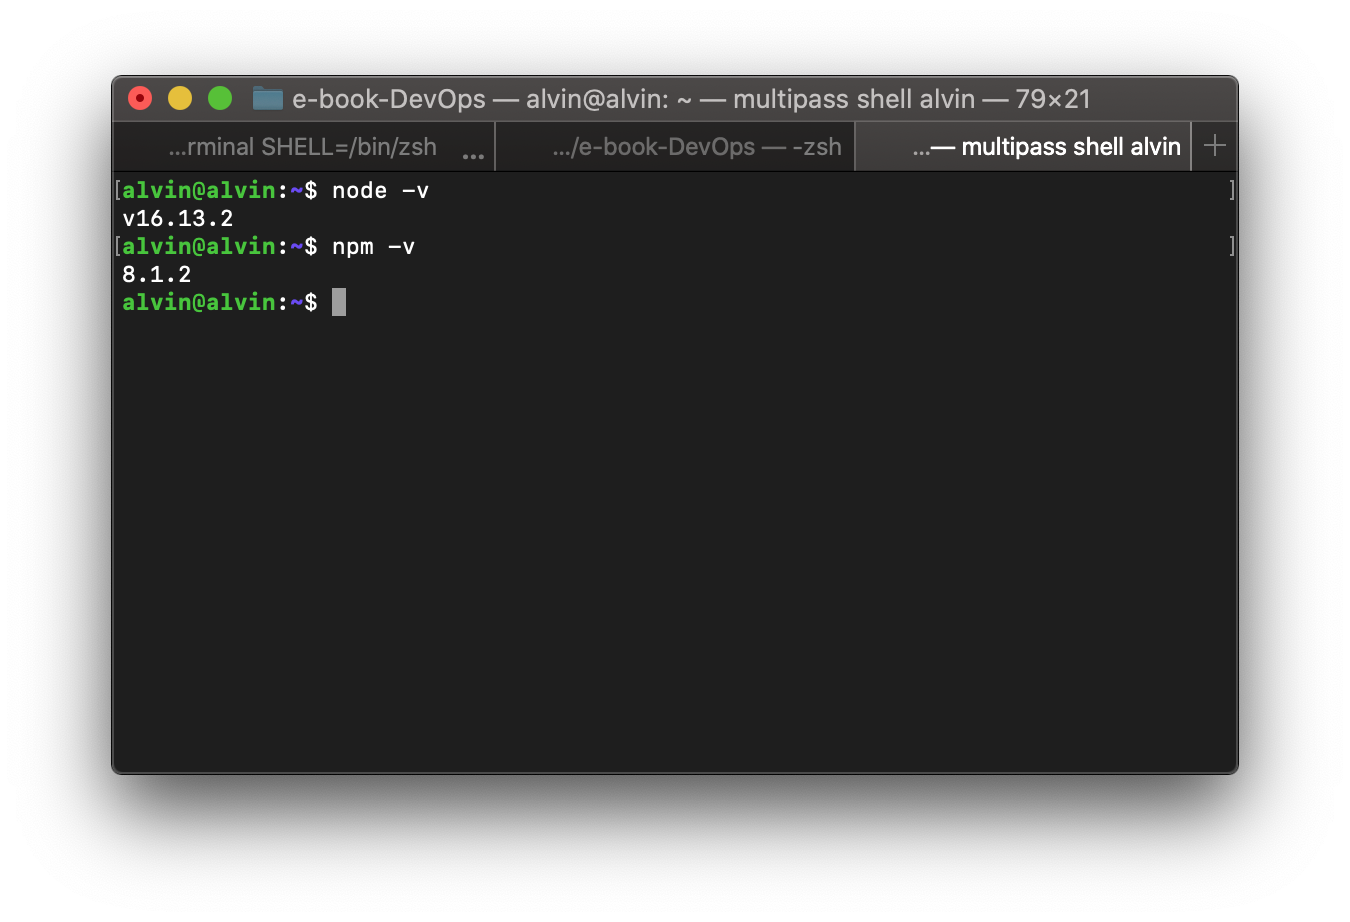 e-book-DevOps — alvin@alvin: ~ — multipass shell alvin — 79×21
...rminal SHELL=/bin/zsh ... .../e-book-DevOps — -zsh ...— multipass shell alvin +
[alvin@alvin:~$ node -v ]
v16.13.2
[alvin@alvin:~$ npm -v ]
8.1.2
alvin@alvin:~$